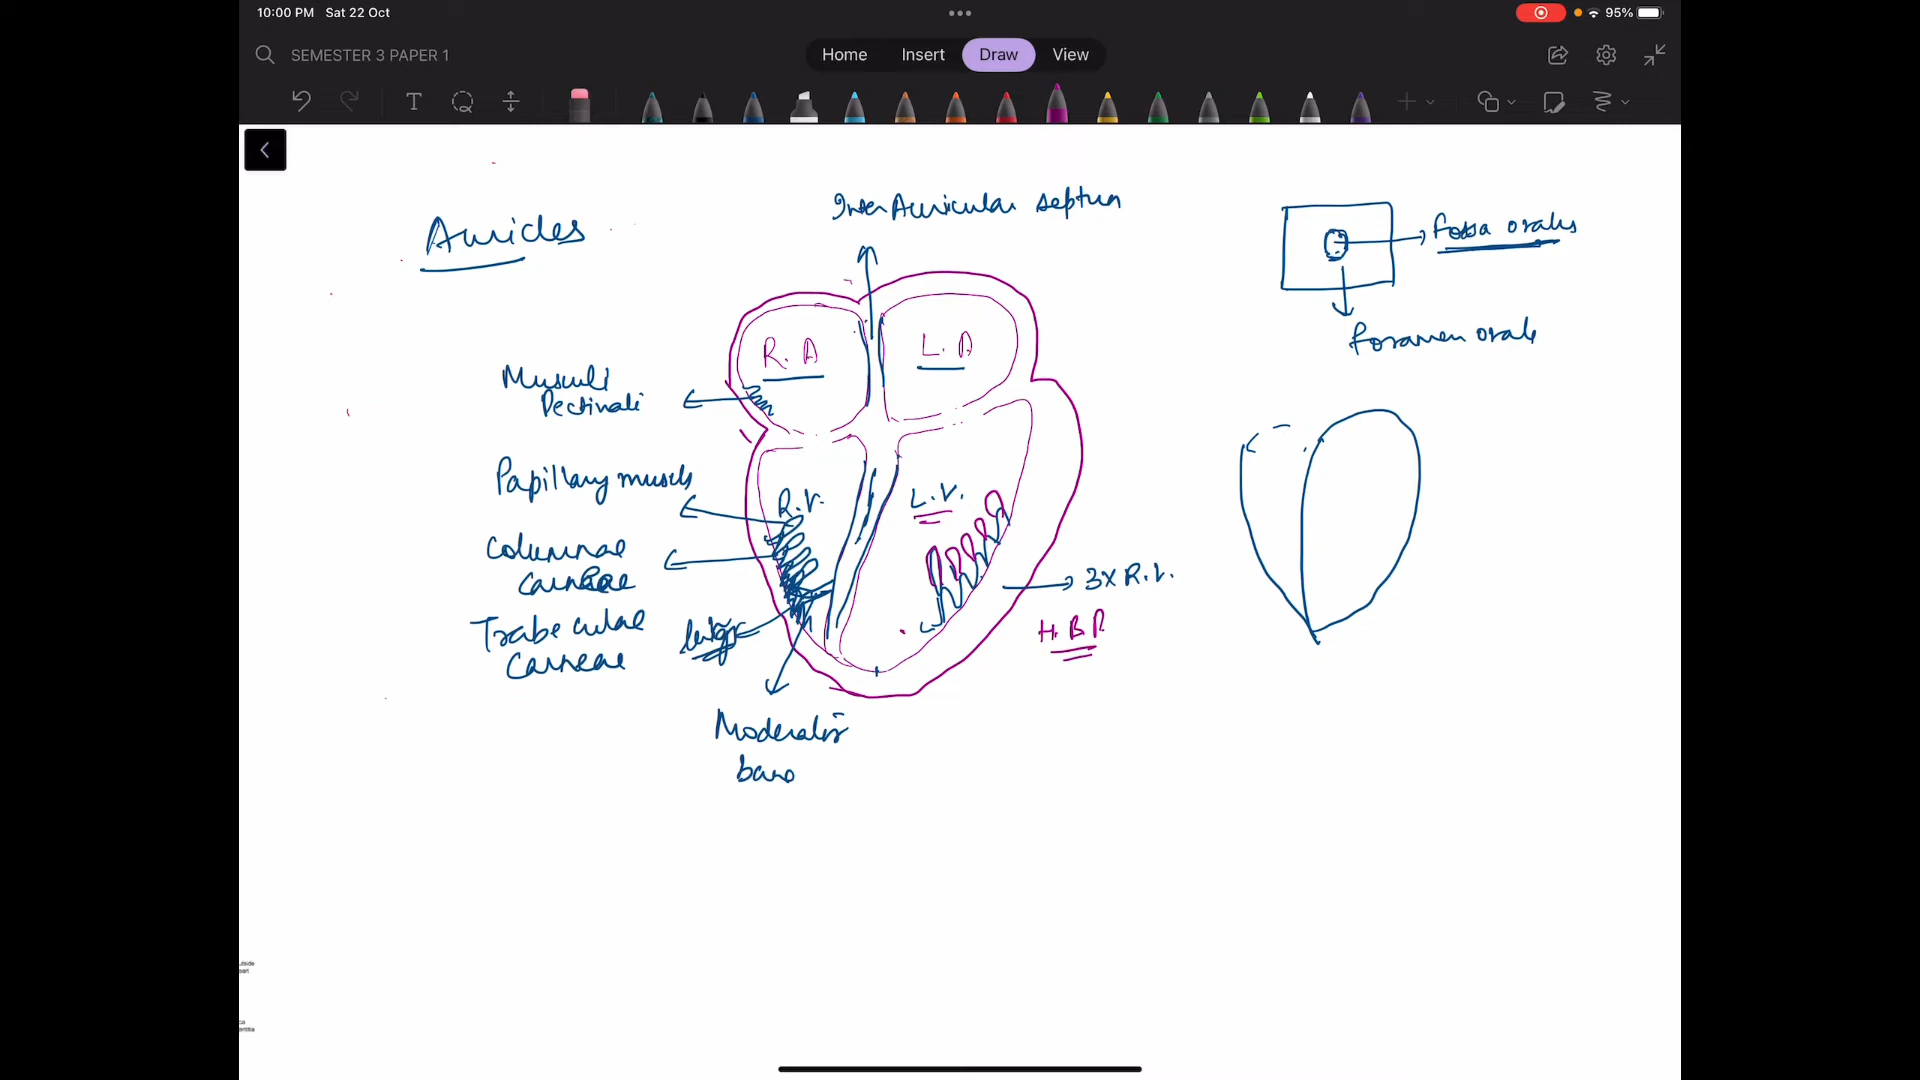 10:00 PM Sat 22 Oct
95%
SEMESTER 3 PAPER 1
Home Insert Draw View
T
Auricles
Inter Auricular septum
Fossa ovalis
foramen ovale
R. A
L. A
Musculi
Pectinati
Papillary muscles
R.V.
L.V.
Columnae
Carneae
3X R.V.
H. B P.
Trabeculae
Carneae
Moderator
band